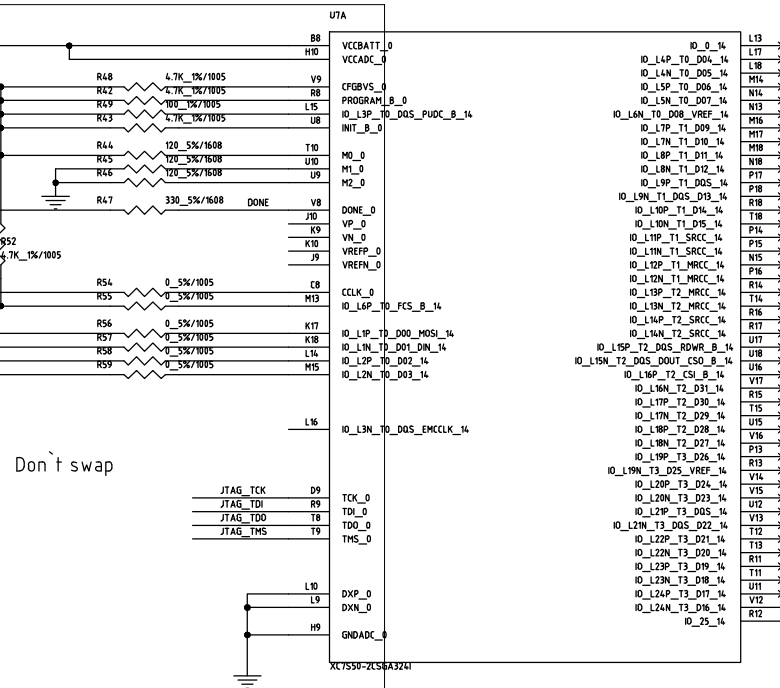 U7A
B8 VCCBATT_0 IO_0_14 L13
H10 VCCADC_0 IO_L4P_T0_D04_14 L17
IO_L4N_T0_D05_14 L18
R48 4.7K_1%/1005 V9 CFGBVS_0 IO_L5P_T0_D06_14 M14
R42 4.7K_1%/1005 R8 PROGRAM_B_0 IO_L5N_T0_D07_14 N14
R49 100_1%/1005 L15 IO_L3P_T0_DQS_PUDC_B_14 IO_L6N_T0_D08_VREF_14 N13
R43 4.7K_1%/1005 U8 INIT_B_0 IO_L7P_T1_D09_14 M16
IO_L7N_T1_D10_14 M17
R44 120_5%/1608 T10 M0_0 IO_L8P_T1_D11_14 M18
R45 120_5%/1608 U10 M1_0 IO_L8N_T1_D12_14 N18
R46 120_5%/1608 U9 M2_0 IO_L9P_T1_DQS_14 P17
IO_L9N_T1_DQS_D13_14 P18
R47 330_5%/1608 DONE V8 DONE_0 IO_L10P_T1_D14_14 R18
J10 VP_0 IO_L10N_T1_D15_14 T18
K9 VN_0 IO_L11P_T1_SRCC_14 P14
K10 VREFP_0 IO_L11N_T1_SRCC_14 P15
J9 VREFN_0 IO_L12P_T1_MRCC_14 N15
R52
4.7K_1%/1005
IO_L12N_T1_MRCC_14 P16
R54 0_5%/1005 C8 CCLK_0 IO_L13P_T2_MRCC_14 R14
R55 0_5%/1005 M13 IO_L6P_T0_FCS_B_14 IO_L13N_T2_MRCC_14 T14
IO_L14P_T2_SRCC_14 R16
R56 0_5%/1005 K17 IO_L1P_T0_D00_MOSI_14 IO_L14N_T2_SRCC_14 R17
R57 0_5%/1005 K18 IO_L1N_T0_D01_DIN_14 IO_L15P_T2_DQS_RDWR_B_14 U17
R58 0_5%/1005 L14 IO_L2P_T0_D02_14 IO_L15N_T2_DQS_DOUT_CSO_B_14 U18
R59 0_5%/1005 M15 IO_L2N_T0_D03_14 IO_L16P_T2_CSI_B_14 U16
IO_L16N_T2_D31_14 V17
IO_L17P_T2_D30_14 R15
IO_L17N_T2_D29_14 T15
L16 IO_L3N_T0_DQS_EMCCLK_14 IO_L18P_T2_D28_14 U15
IO_L18N_T2_D27_14 V16
IO_L19P_T3_D26_14 P13
Don`t swap
IO_L19N_T3_D25_VREF_14 R13
IO_L20P_T3_D24_14 V14
JTAG_TCK D9 TCK_0 IO_L20N_T3_D23_14 V15
JTAG_TDI R9 TDI_0 IO_L21P_T3_DQS_14 U12
JTAG_TDO T8 TDO_0 IO_L21N_T3_DQS_D22_14 V13
JTAG_TMS T9 TMS_0 IO_L22P_T3_D21_14 T12
IO_L22N_T3_D20_14 T13
IO_L23P_T3_D19_14 R11
IO_L23N_T3_D18_14 T11
L10 DXP_0 IO_L24P_T3_D17_14 U11
L9 DXN_0 IO_L24N_T3_D16_14 V12
IO_25_14 R12
H9 GNDADC_0
XC7S50-2CSGA324I